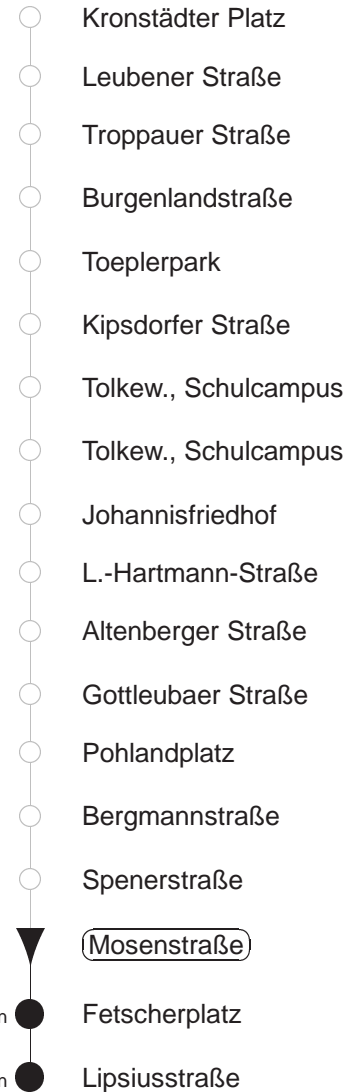 Kronstädter Platz
Leubener Straße
Troppauer Straße
Burgenlandstraße
Toeplerpark
Kipsdorfer Straße
Tolkew., Schulcampus
Tolkew., Schulcampus
Johannisfriedhof
L.-Hartmann-Straße
Altenberger Straße
Gottleubaer Straße
Pohlandplatz
Bergmannstraße
Spenerstraße
Mosenstraße
Fetscherplatz
Lipsiusstraße